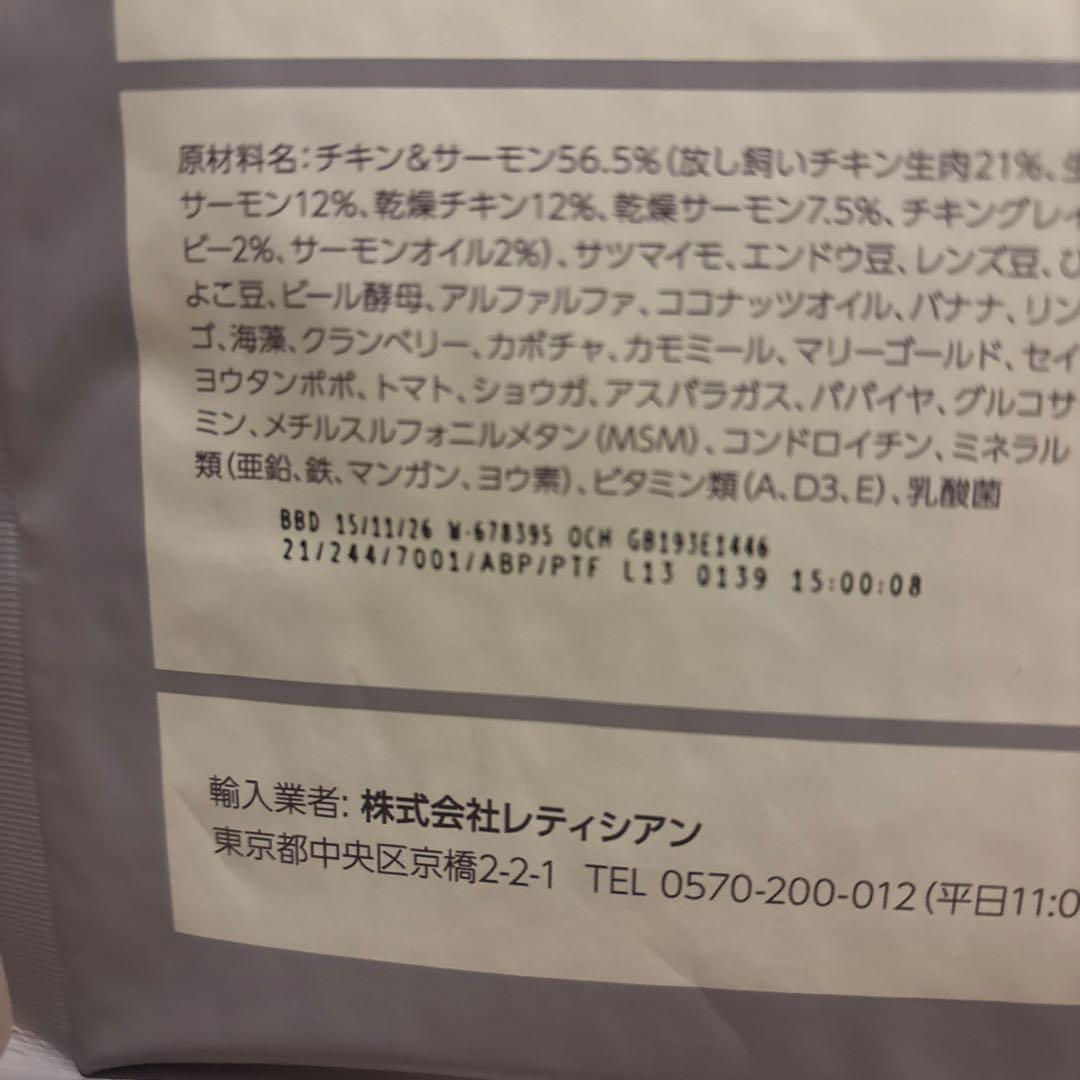 原材料名:チキン&サーモン56.5%(放し飼いチキン生肉21%、生
サーモン12%、乾燥チキン12%、乾燥サーモン7.5%、チキングレイ
ビー2%、サーモンオイル2%)、サツマイモ、エンドウ豆、レンズ豆、ひ
よこ豆、ビール酵母、アルファルファ、ココナッツオイル、バナナ、リン
ゴ、海藻、クランベリー、カボチャ、カモミール、マリーゴールド、セイ
ヨウタンポポ、トマト、ショウガ、アスパラガス、パパイヤ、グルコサ
ミン、メチルスルフォニルメタン(MSM)、コンドロイチン、ミネラル
類(亜鉛、鉄、マンガン、ヨウ素)、ビタミン類(A、D3、E)、乳酸菌
BBD 15/11/26 W-678395 OCH GB193E1446
21/244/7001/ABP/PTF L13 0139 15:00:08
輸入業者: 株式会社レティシアン
東京都中央区京橋2-2-1 TEL 0570-200-012(平日11:0